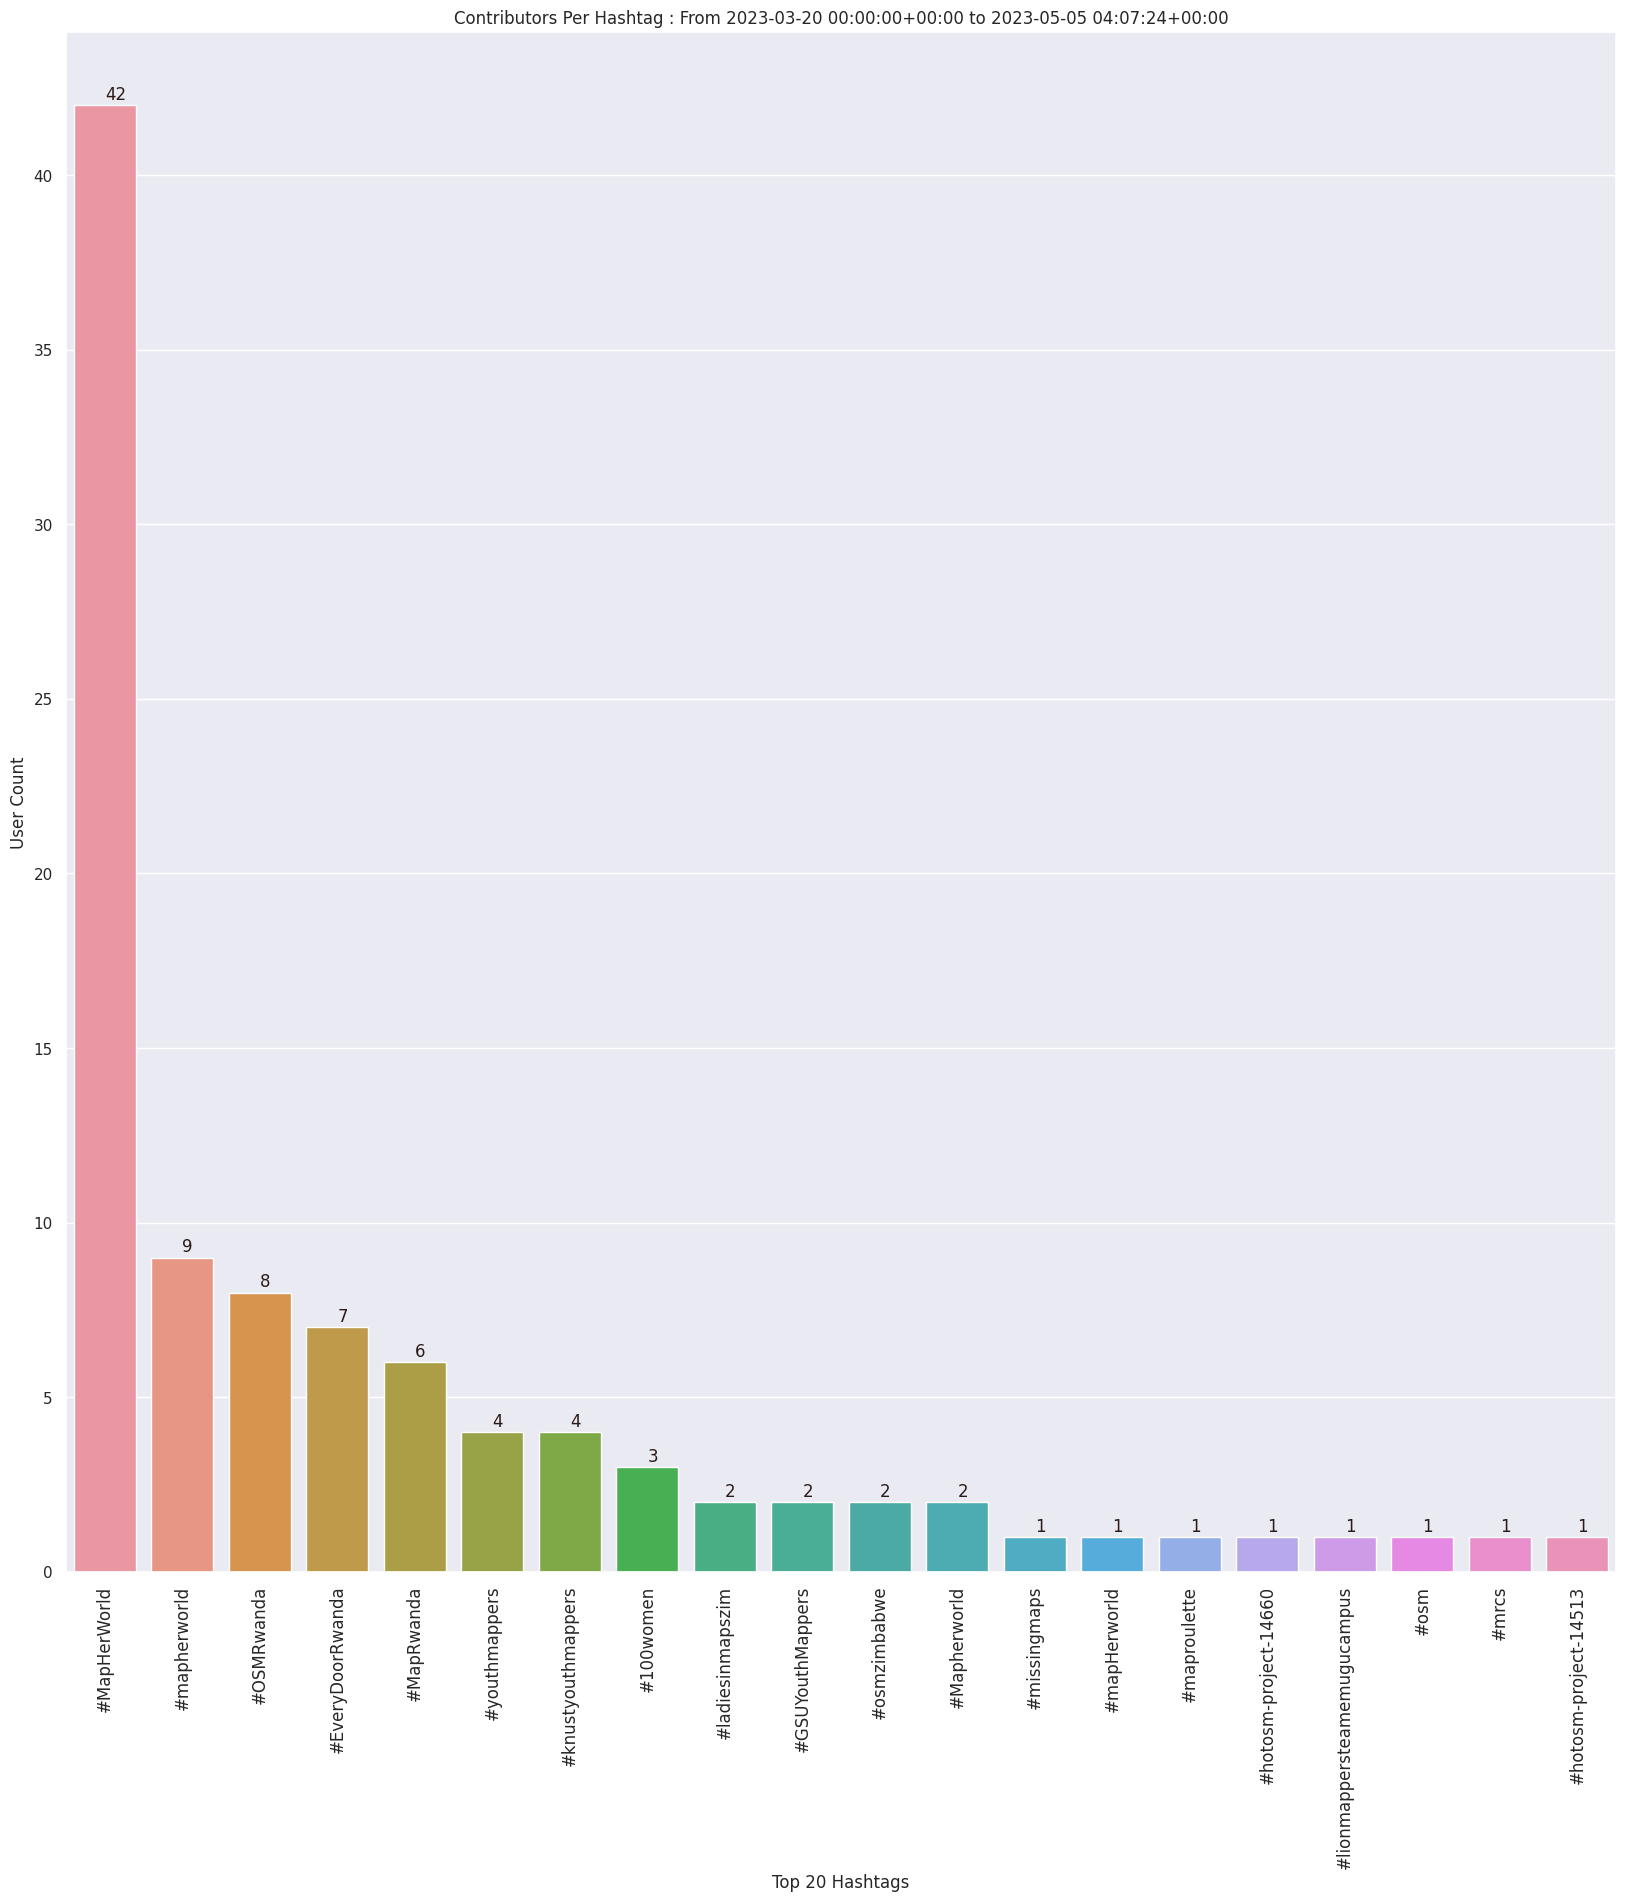 Contributors Per Hashtag : From 2023-03-20 00:00:00+00:00 to 2023-05-05 04:07:24+00:00
User Count
40
35
30
25
20
15
10
5
0
42
9
8
7
6
4
4
3
2
2
2
2
1
1
1
1
1
1
1
1
#MapHerWorld
#mapherworld
#OSMRwanda
#EveryDoorRwanda
#MapRwanda
#youthmappers
#knustyouthmappers
#100women
#ladiesinmapszim
#GSUYouthMappers
#osmzimbabwe
#Mapherworld
#missingmaps
#mapHerworld
#maproulette
#hotosm-project-14660
#lionmappersteamemugucampus
#osm
#mrcs
#hotosm-project-14513
Top 20 Hashtags